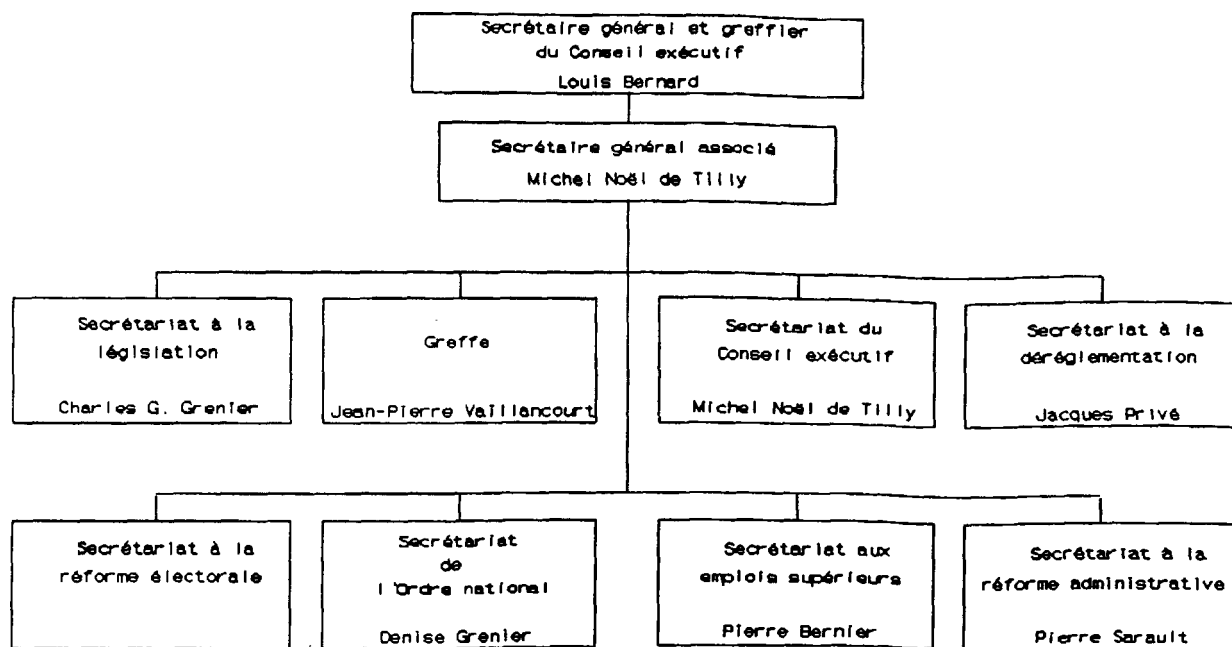 Secrétaire général et greffier
du Conseil exécutif
Louis Bernard
Secrétaire général associé
Michel Noël de Tilly
Secrétariat à la
législation
Charles G. Grenier
Greffe
Jean-Pierre Vaillancourt
Secrétariat du
Conseil exécutif
Michel Noël de Tilly
Secrétariat à la
déréglementation
Jacques Privé
Secrétariat à la
réforme électorale
Secrétariat
de
l'Ordre national
Denise Grenier
Secrétariat aux
emplois supérieurs
Pierre Bernier
Secrétariat à la
réforme administrative
Pierre Sarault